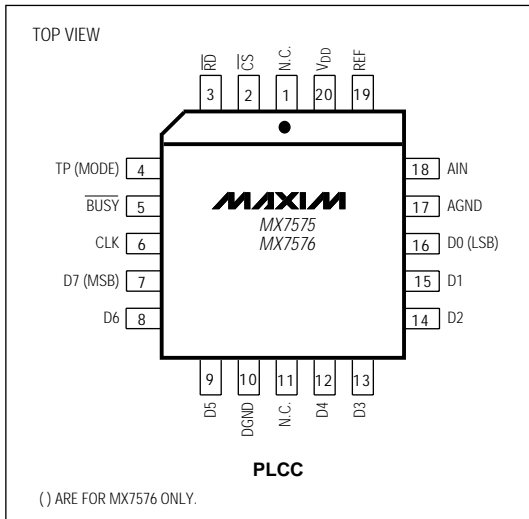 TOP VIEW
RD CS N.C. VDD REF
3 2 1 20 19
TP (MODE) 4 18 AIN
BUSY 5 17 AGND
CLK 6 16 D0 (LSB)
D7 (MSB) 7 15 D1
D6 8 14 D2
MAXIM
MX7575
MX7576
9 10 11 12 13
D5 DGND N.C. D4 D3
PLCC
( ) ARE FOR MX7576 ONLY.